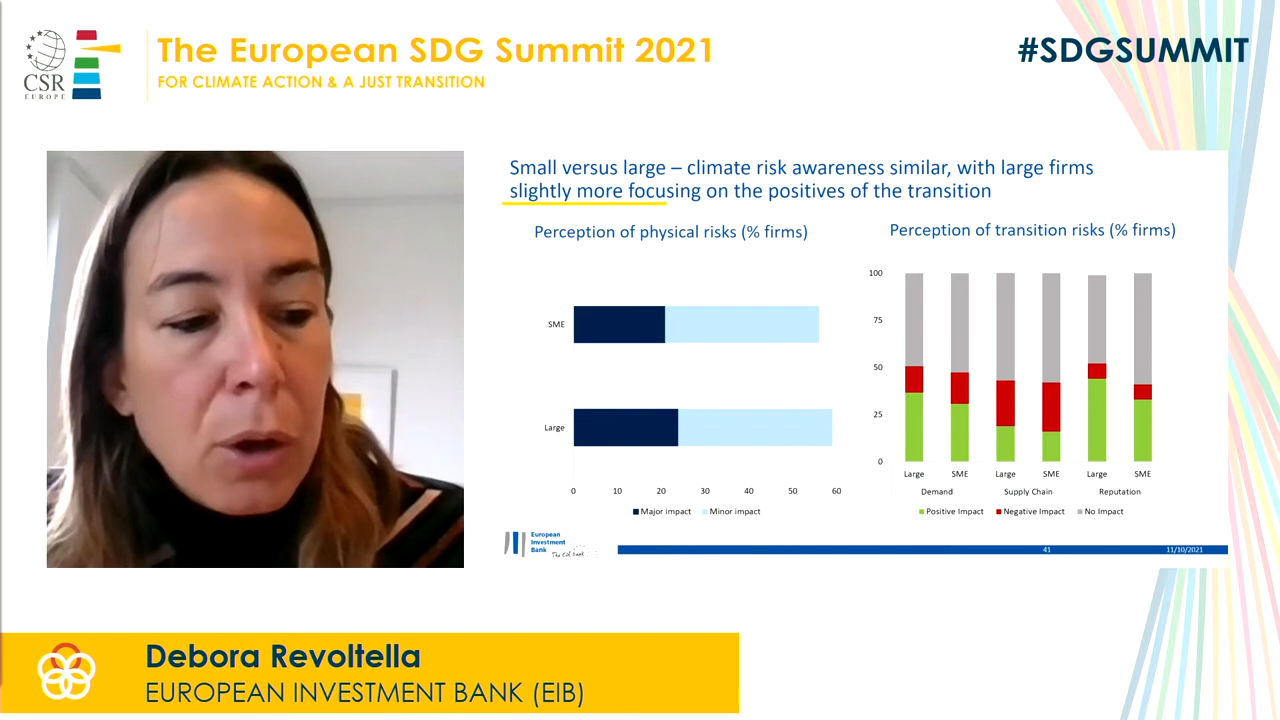 The European SDG Summit 2021
FOR CLIMATE ACTION & A JUST TRANSITION
CSR
EUROPE
#SDGSUMMIT
Small versus large – climate risk awareness similar, with large firms
slightly more focusing on the positives of the transition
Perception of physical risks (% firms)
SME
Large
0 10 20 30 40 50 60
Major impact Minor impact
Perception of transition risks (% firms)
100
75
50
25
0
Large SME Large SME Large SME
Demand Supply Chain Reputation
Positive Impact Negative Impact No Impact
European
Investment
Bank
The EU bank
41
11/10/2021
Debora Revoltella
EUROPEAN INVESTMENT BANK (EIB)